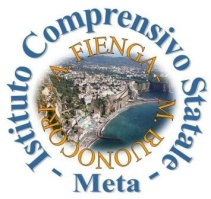 Istituto Comprensivo Statale -
Meta -
A. FIENGA - M. BUONOCORE